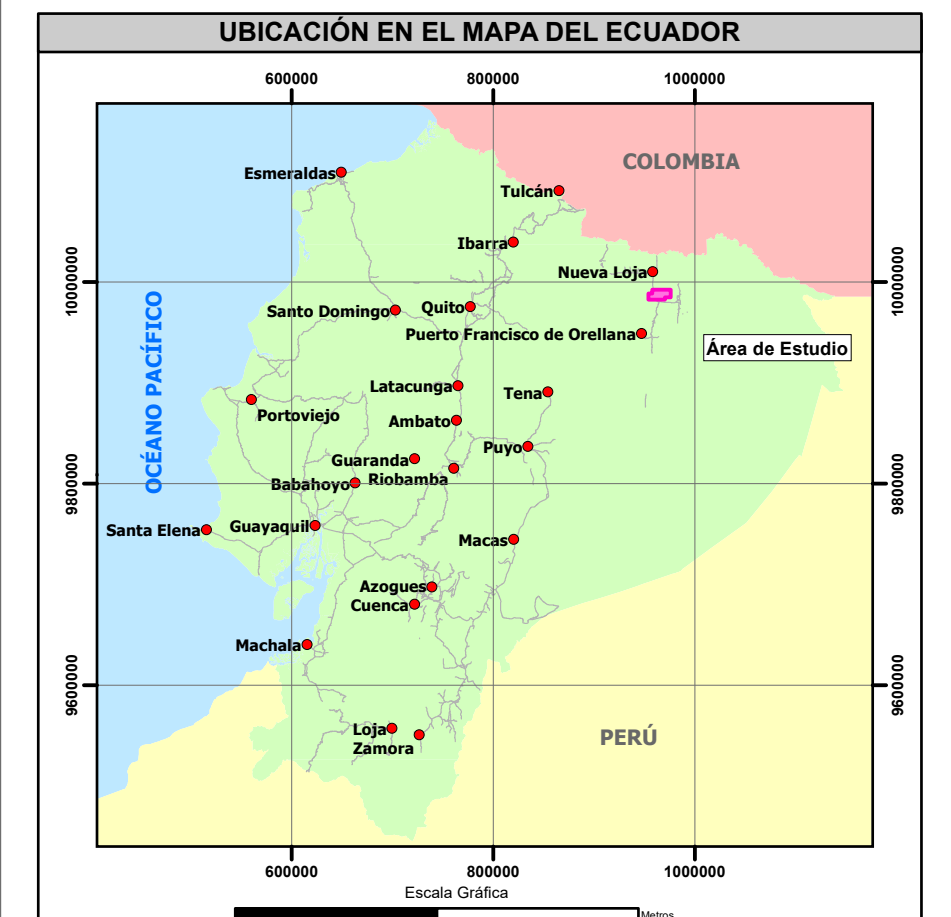 UBICACIÓN EN EL MAPA DEL ECUADOR
600000 800000 1000000
COLOMBIA
Esmeraldas
Tulcán
Ibarra
Nueva Loja
10000000
10000000
Santo Domingo
Quito
Puerto Francisco de Orellana
Área de Estudio
OCÉANO PACÍFICO
Latacunga
Tena
Portoviejo
Ambato
Puyo
Guaranda
Riobamba
Babahoyo
9800000
9800000
Santa Elena
Guayaquil
Macas
Azogues
Cuenca
Machala
9600000
9600000
Loja
Zamora
PERÚ
600000 800000 1000000
Escala Gráfica
Metros